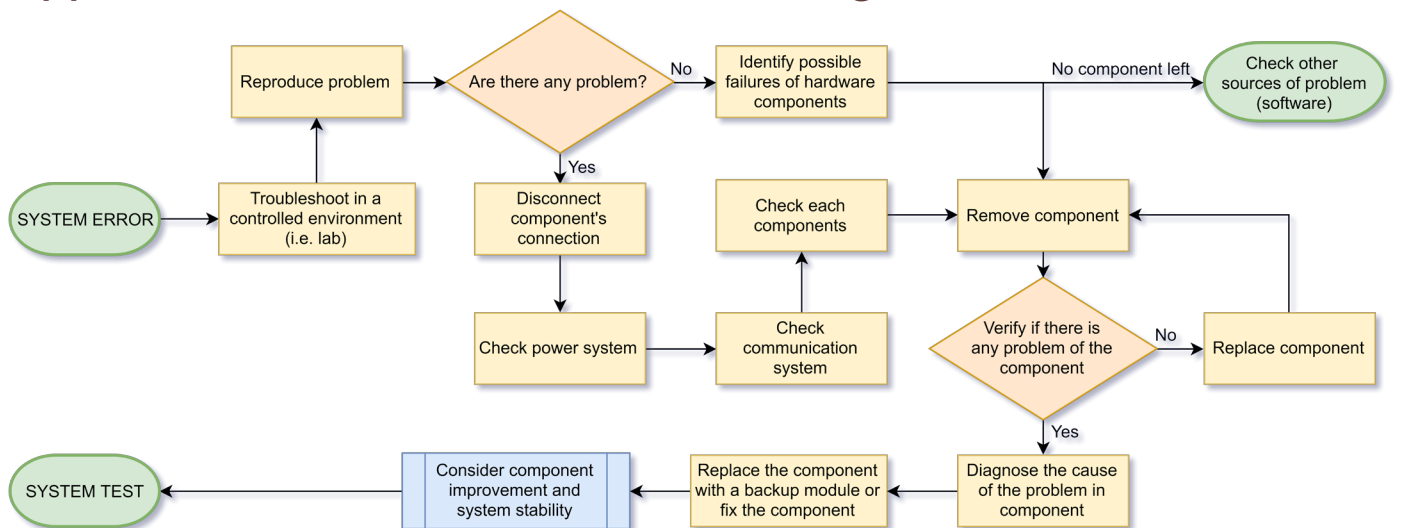 Reproduce problem
Are there any problem?
No
Identify possible
failures of hardware
components
No component left
Check other
sources of problem
(software)
Yes
SYSTEM ERROR
Troubleshoot in a
controlled environment
(i.e. lab)
Disconnect
component's
connection
Check each
components
Remove component
Check power system
Check
communication
system
Verify if there is
any problem of the
component
No
Replace component
Yes
SYSTEM TEST
Consider component
improvement and
system stability
Replace the component
with a backup module or
fix the component
Diagnose the cause
of the problem in
component